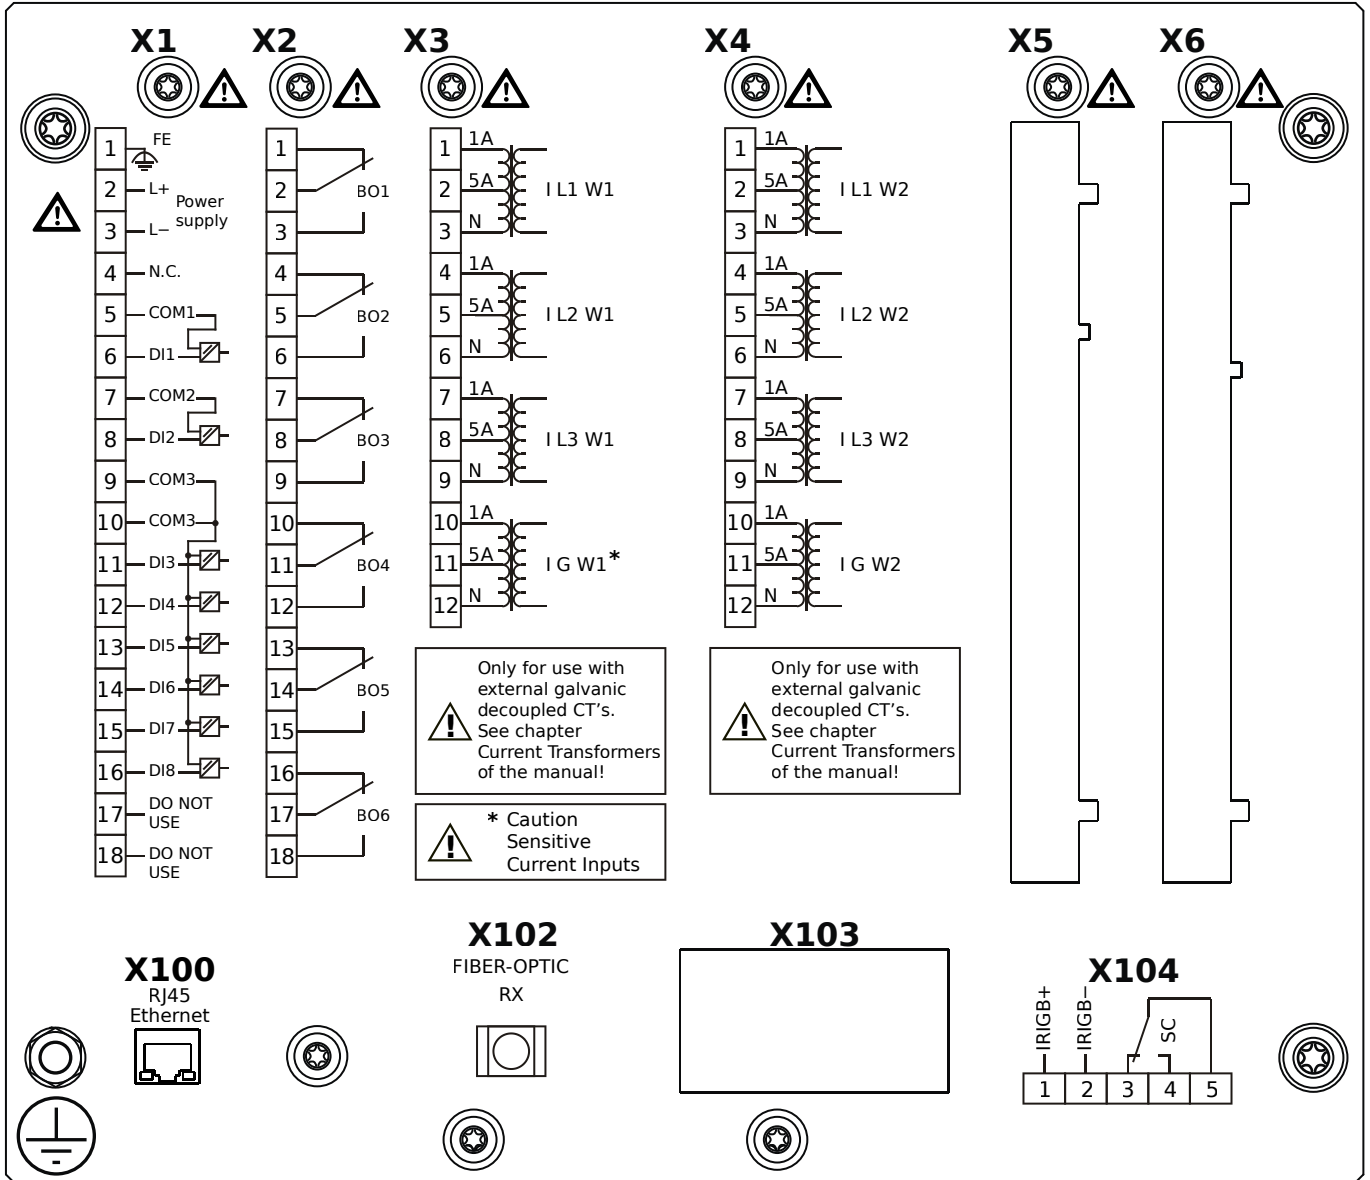 X1
X2
X3
X4
X5
X6
1
FE
2
L+
Power
supply
3
L−
4
N.C.
5
COM1
6
DI1
7
COM2
8
DI2
9
COM3
10
COM3
11
DI3
12
DI4
13
DI5
14
DI6
15
DI7
16
DI8
17
DO NOT
USE
18
DO NOT
USE
1
2
BO1
3
4
5
BO2
6
7
8
BO3
9
10
11
BO4
12
13
14
BO5
15
16
17
BO6
18
1
1A
2
5A
I L1 W1
3
N
4
1A
5
5A
I L2 W1
6
N
7
1A
8
5A
I L3 W1
9
N
10
1A
11
5A
I G W1*
12
N
Only for use with
external galvanic
decoupled CT's.
See chapter
Current Transformers
of the manual!
* Caution
Sensitive
Current Inputs
1
1A
2
5A
I L1 W2
3
N
4
1A
5
5A
I L2 W2
6
N
7
1A
8
5A
I L3 W2
9
N
10
1A
11
5A
I G W2
12
N
Only for use with
external galvanic
decoupled CT's.
See chapter
Current Transformers
of the manual!
X100
RJ45
Ethernet
X102
FIBER-OPTIC
RX
X103
X104
IRIGB+
IRIGB−
SC
1
2
3
4
5